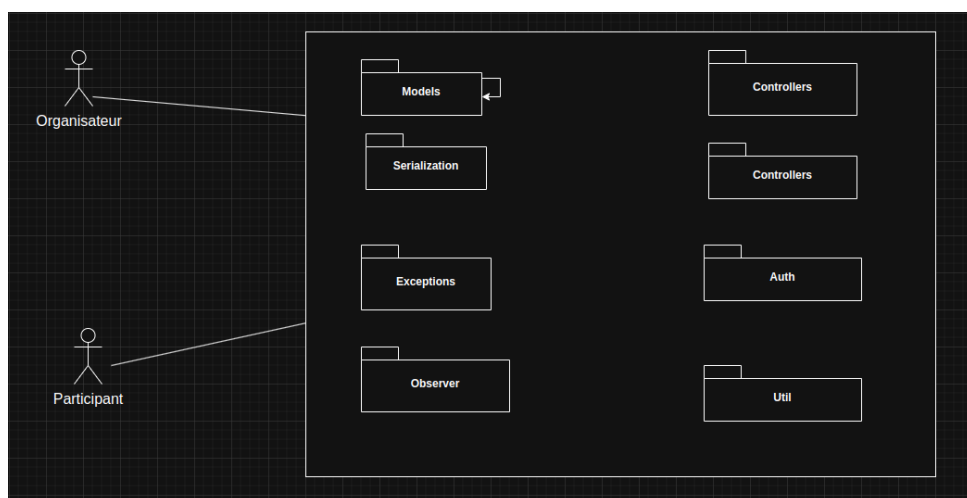 Organisateur
Participant
Models
Controllers
Serialization
Controllers
Exceptions
Auth
Observer
Util